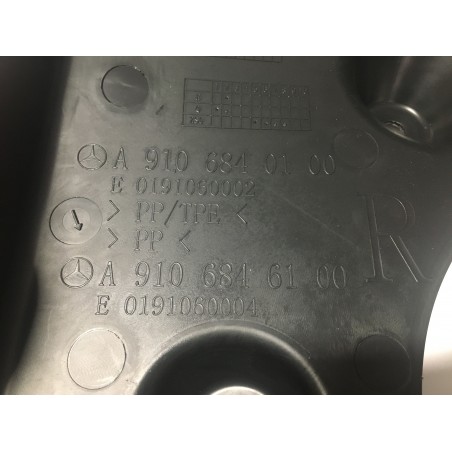 A 910 684 01 00
E 0191060002
> PP/TPE <
> PP <
R
A 910 684 61 00
E 0191060004